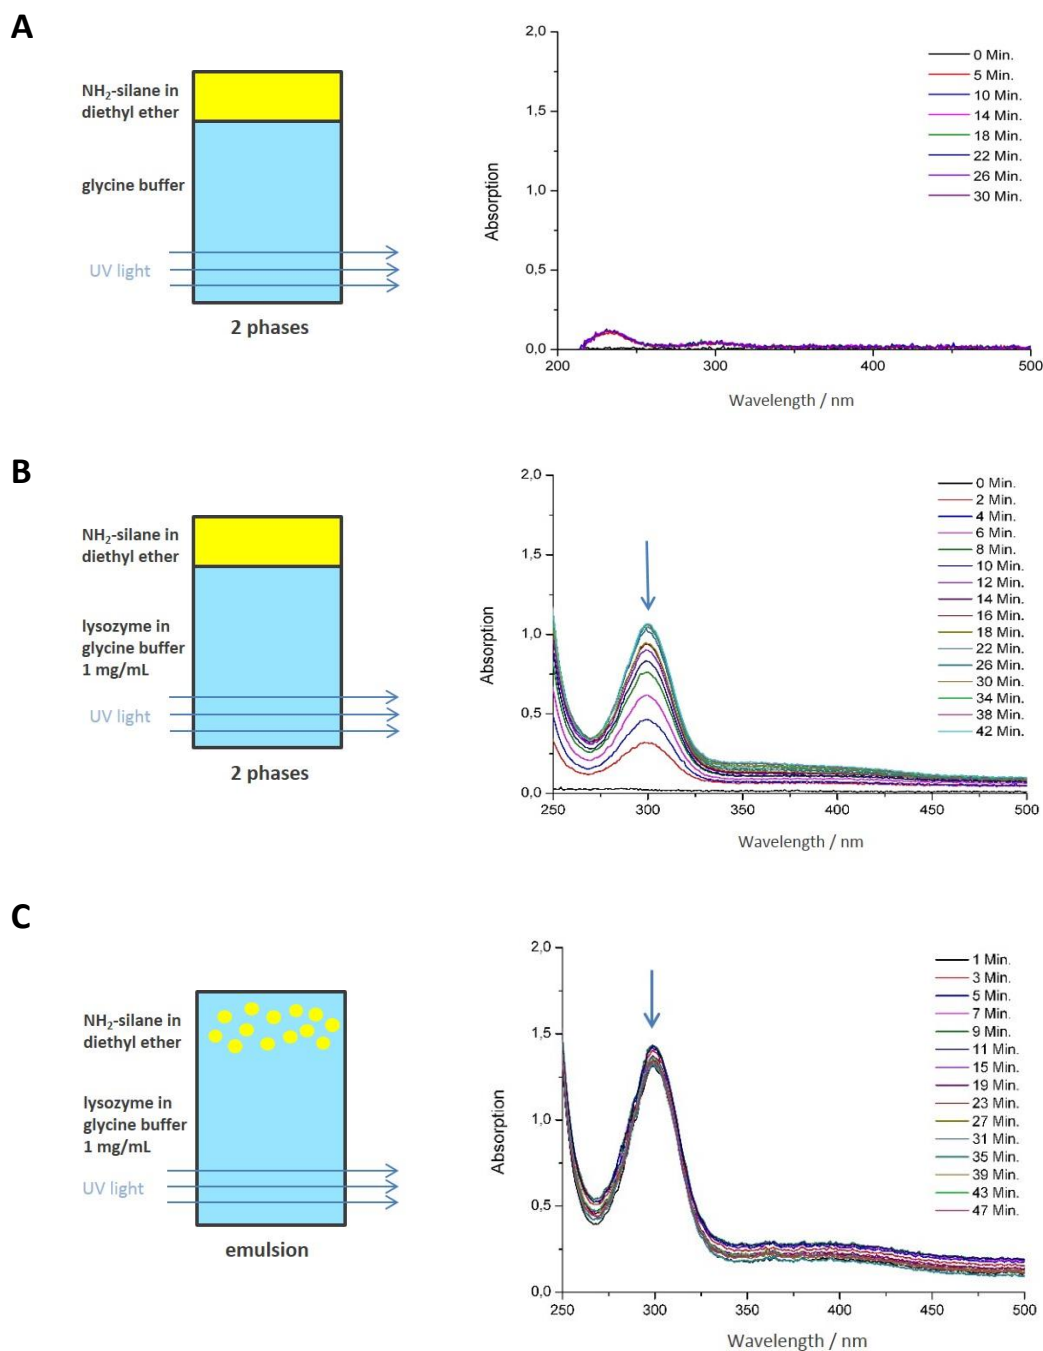 A
NH₂-silane in
diethyl ether
glycine buffer
UV light
2 phases
Absorption
2,0
1,5
1,0
0,5
0,0
200
300
400
500
Wavelength / nm
0 Min.
5 Min.
10 Min.
14 Min.
18 Min.
22 Min.
26 Min.
30 Min.
B
NH₂-silane in
diethyl ether
lysozyme in
glycine buffer
1 mg/mL
UV light
2 phases
Absorption
2,0
1,5
1,0
0,5
0,0
250
300
350
400
450
500
Wavelength / nm
0 Min.
2 Min.
4 Min.
6 Min.
8 Min.
10 Min.
12 Min.
14 Min.
16 Min.
18 Min.
22 Min.
26 Min.
30 Min.
34 Min.
38 Min.
42 Min.
C
NH₂-silane in
diethyl ether
lysozyme in
glycine buffer
1 mg/mL
UV light
emulsion
Absorption
2,0
1,5
1,0
0,5
0,0
250
300
350
400
450
500
Wavelength / nm
1 Min.
3 Min.
5 Min.
7 Min.
9 Min.
11 Min.
15 Min.
19 Min.
23 Min.
27 Min.
31 Min.
35 Min.
39 Min.
43 Min.
47 Min.